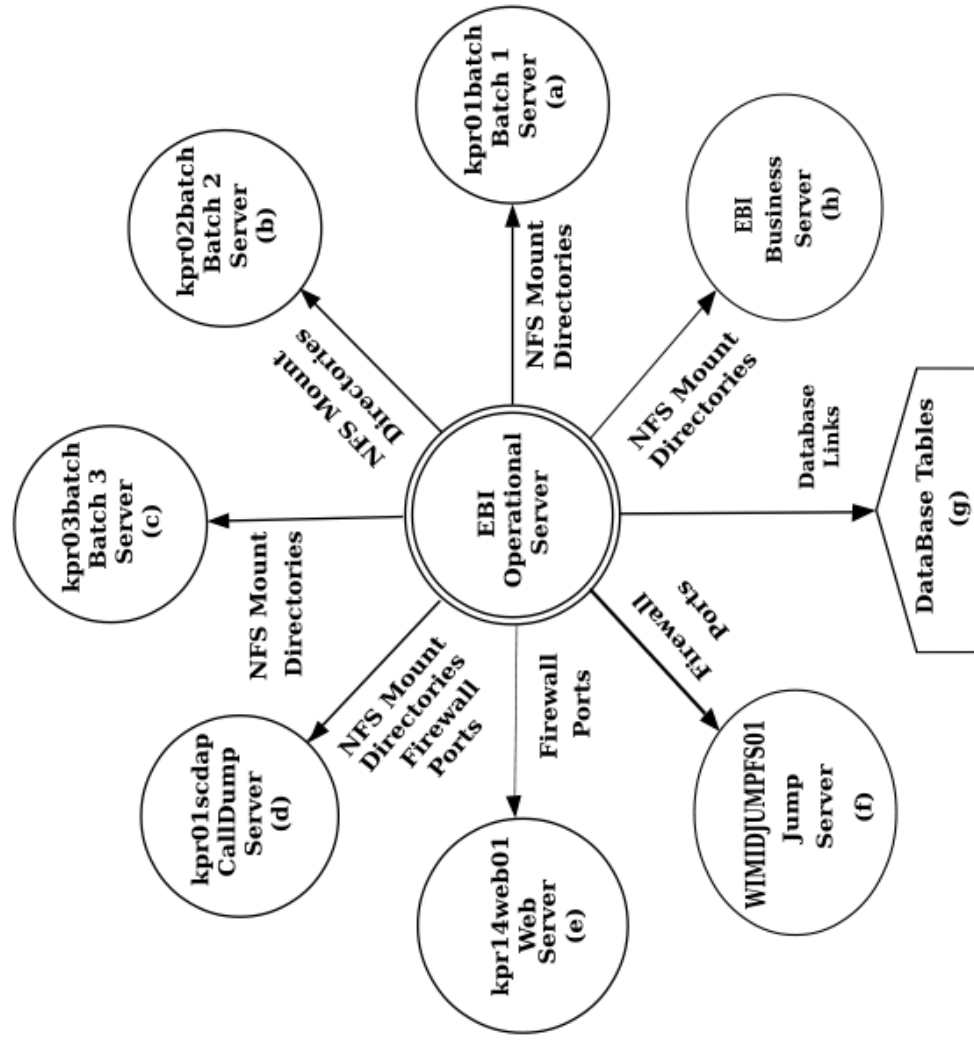 kpr01batch
Batch 1
Server
(a)
kpr02batch
Batch 2
Server
(b)
kpr03batch
Batch 3
Server
(c)
kpr01scdap
CallDump
Server
(d)
kpr14web01
Web
Server
(e)
WIMIDJUMPFS01
Jump
Server
(f)
DataBase Tables
(g)
EBI
Business
Server
(h)
EBI
Operational
Server
NFS Mount
Directories
NFS Mount
Directories
NFS Mount
Directories
NFS Mount
Directories
Firewall
Ports
Firewall
Ports
Firewall
Ports
Database
Links
NFS Mount
Directories